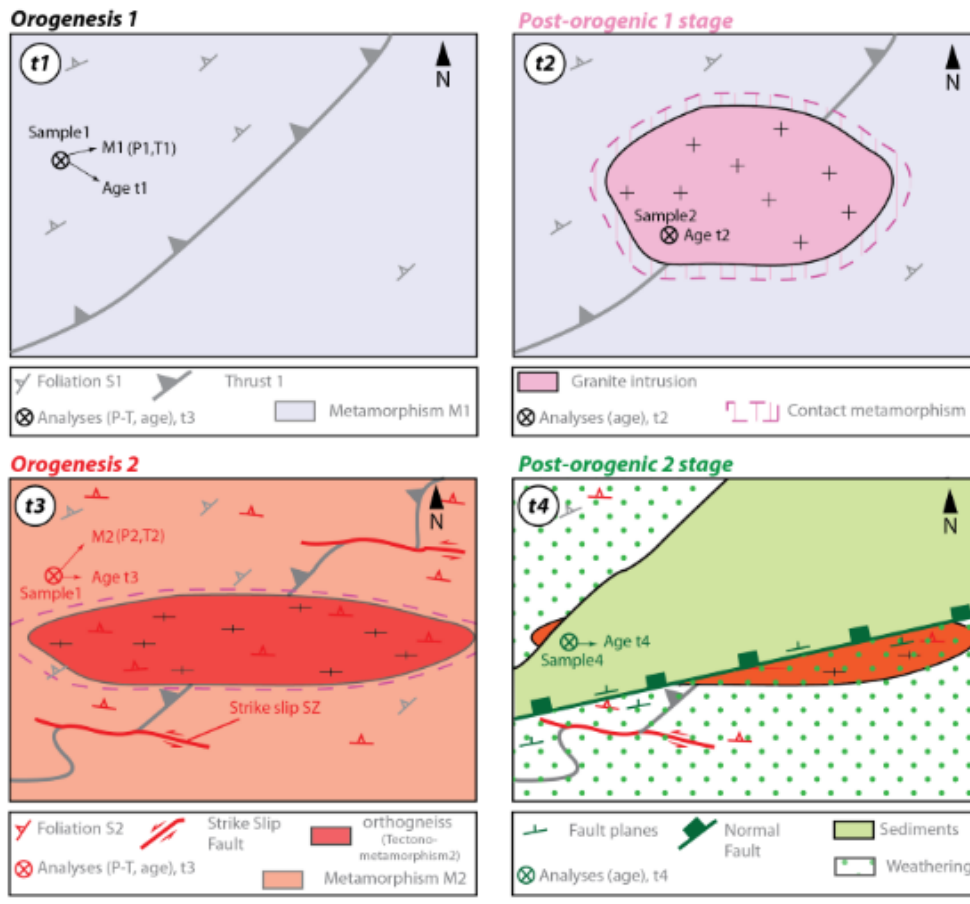 Orogenesis 1
t1
N
Sample1
M1 (P1,T1)
Age t1
Foliation S1
Thrust 1
Analyses (P-T, age), t3
Metamorphism M1
Post-orogenic 1 stage
t2
N
Sample2
Age t2
Granite intrusion
Analyses (age), t2
Contact metamorphism
Orogenesis 2
t3
N
M2 (P2,T2)
Age t3
Sample1
Strike slip SZ
Foliation S2
Strike Slip
Fault
orthogneiss
(Tectono-
metamorphism2)
Analyses (P-T, age), t3
Metamorphism M2
Post-orogenic 2 stage
t4
N
Age t4
Sample4
Fault planes
Normal
Fault
Sediments
Analyses (age), t4
Weathering